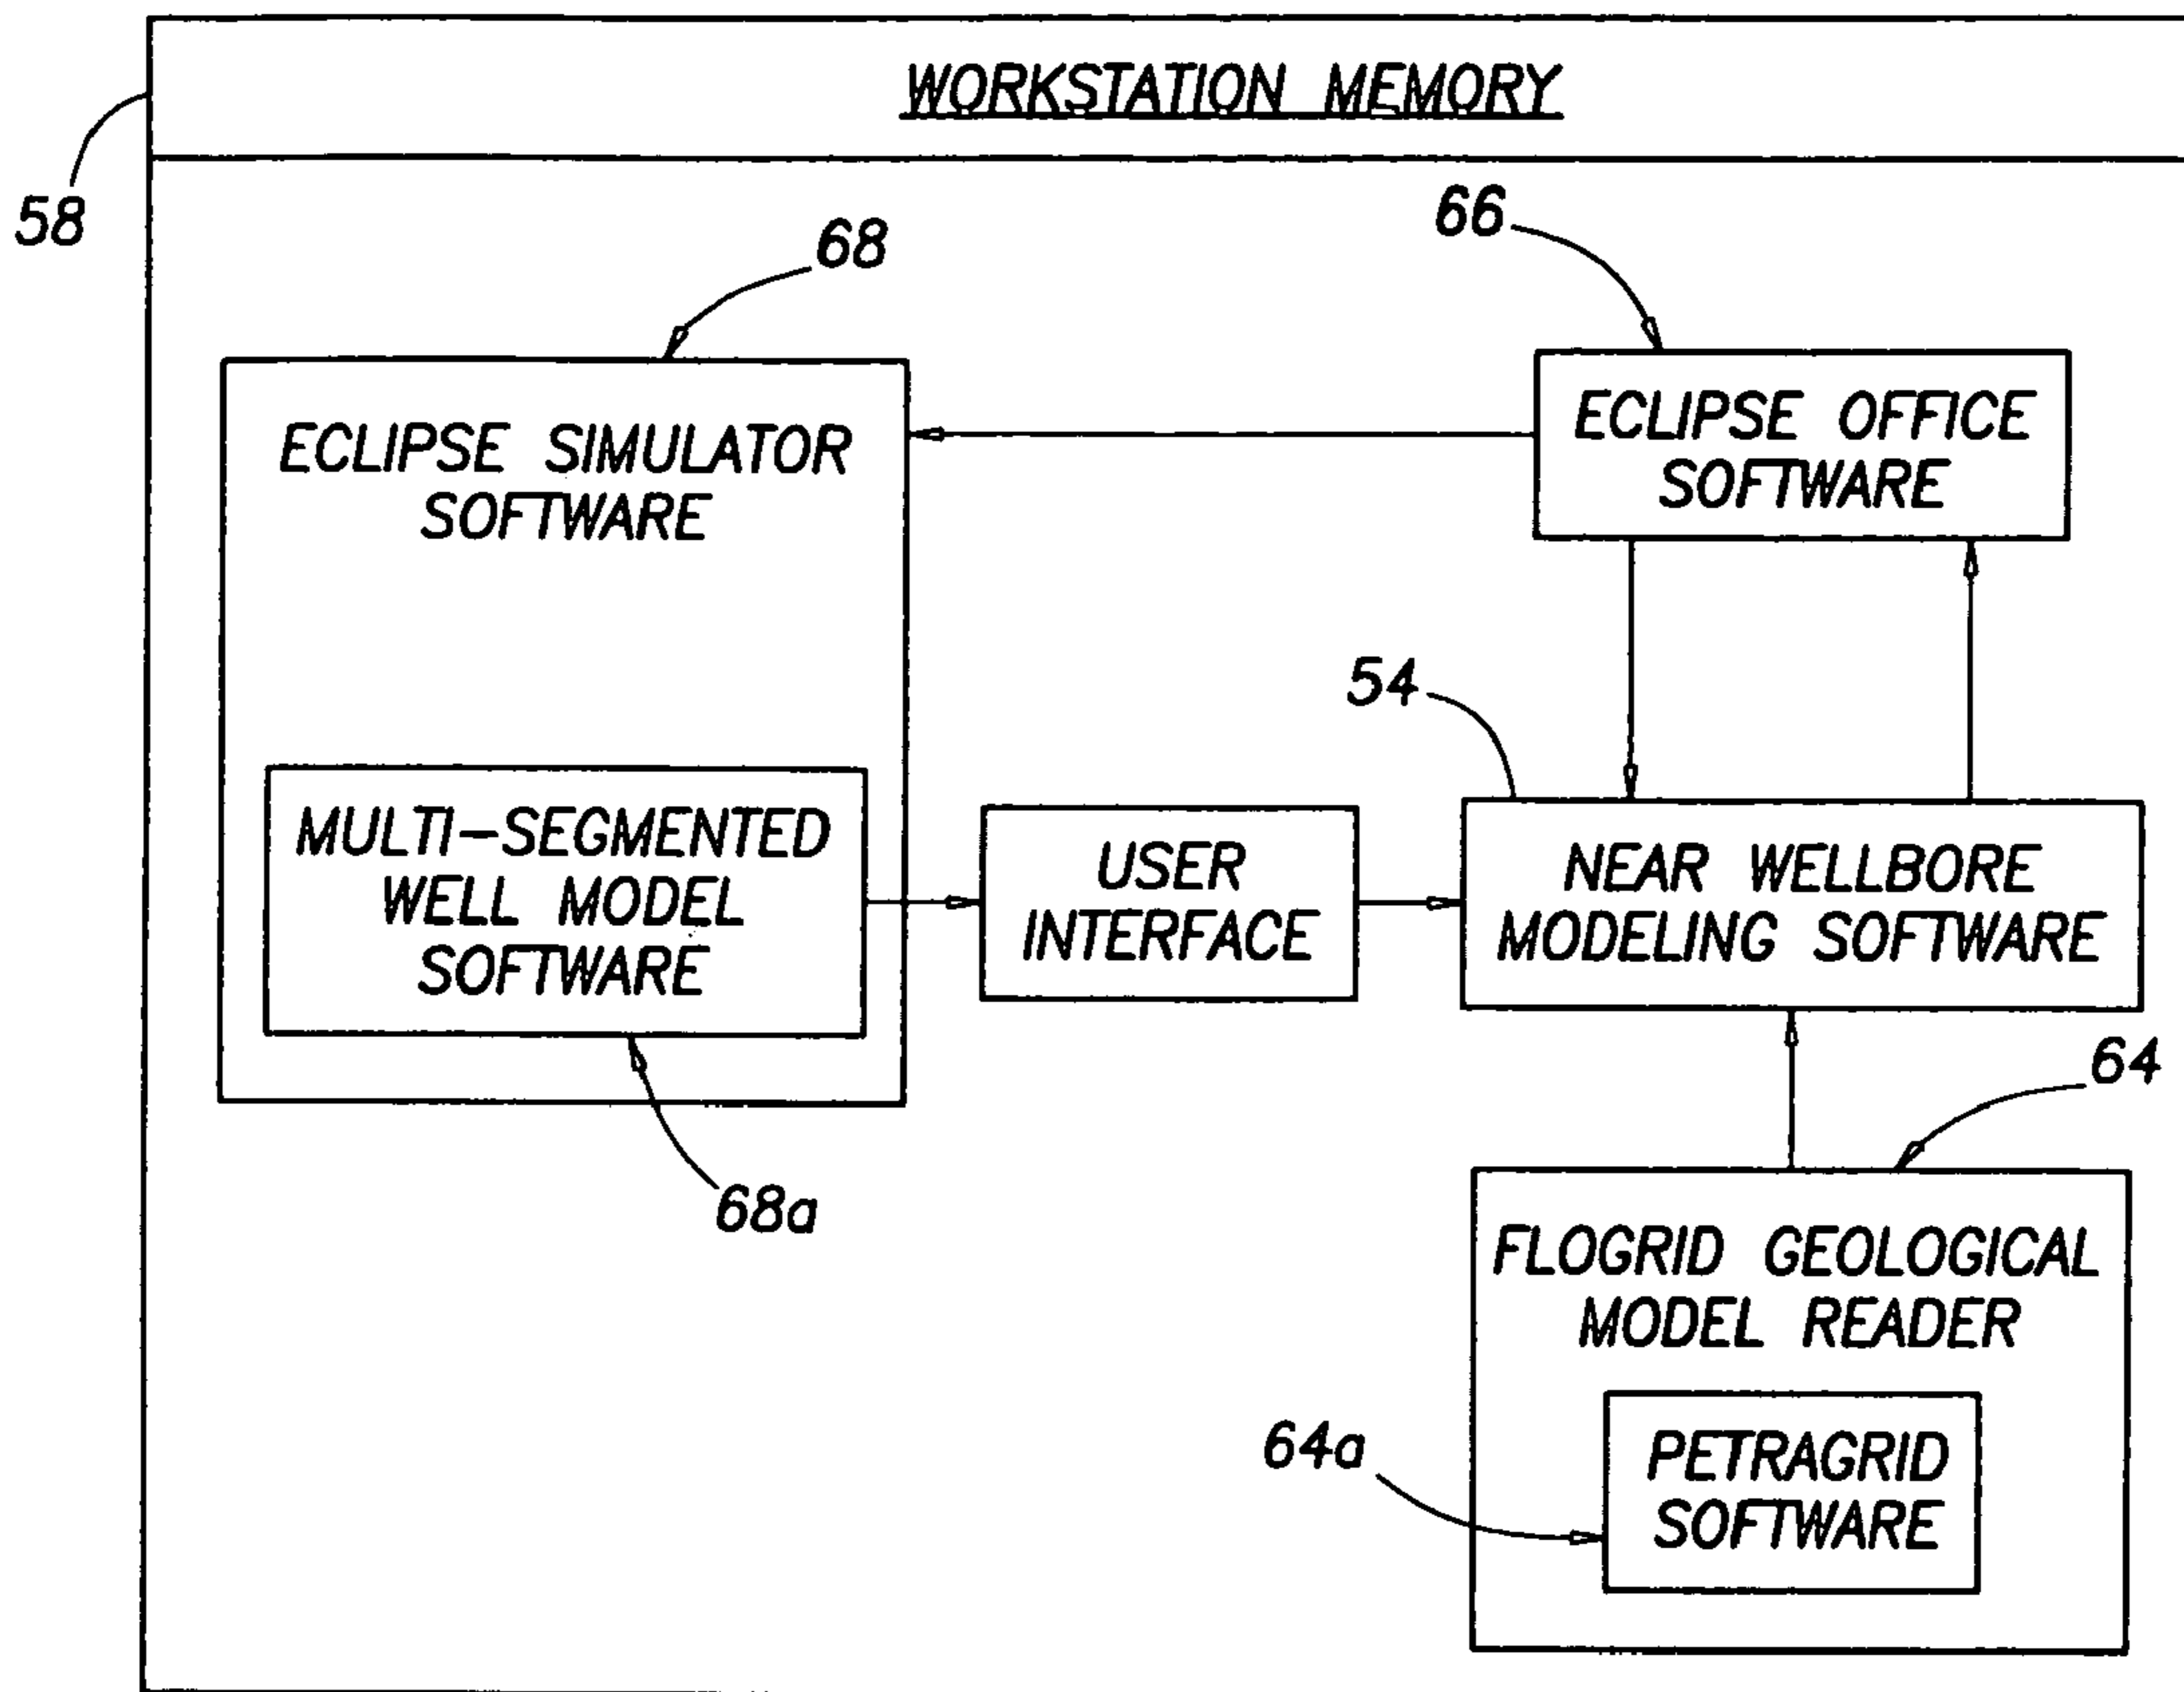 WORKSTATION MEMORY
58
68
66
ECLIPSE SIMULATOR
SOFTWARE
ECLIPSE OFFICE
SOFTWARE
54
MULTI-SEGMENTED
WELL MODEL
SOFTWARE
USER
INTERFACE
NEAR WELLBORE
MODELING SOFTWARE
68a
64
FLOGRID GEOLOGICAL
MODEL READER
64a
PETRAGRID
SOFTWARE